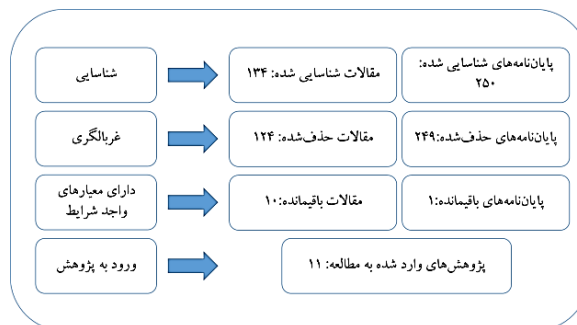 شناسایی
مقالات شناسایی شده: ۱۳۴
پایان‌نامه‌های شناسایی شده:
۲۵۰
غربالگری
مقالات حذف‌شده: ۱۲۴
پایان‌نامه‌های حذف‌شده:۲۴۹
دارای معیارهای
واجد شرایط
مقالات باقیمانده:۱۰
پایان‌نامه‌های باقیمانده:۱
ورود به پژوهش
پژوهش‌های وارد شده به مطالعه: ۱۱